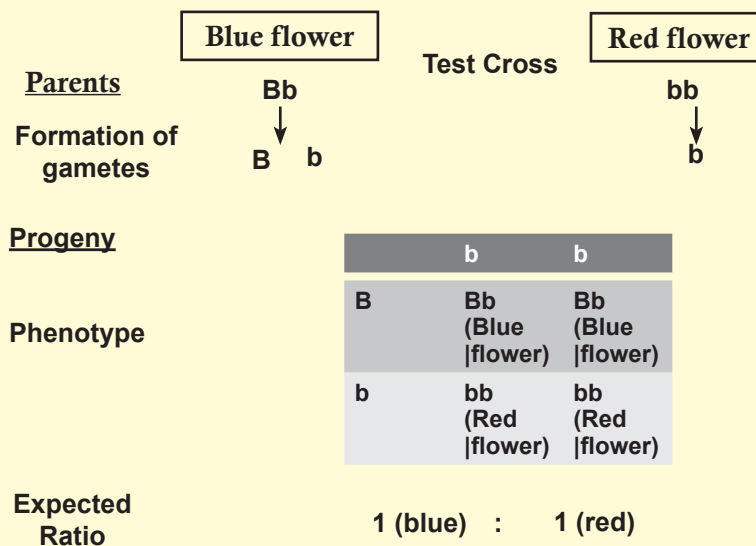 Blue flower
Test Cross
Red flower
Parents
Bb
bb
Formation of
gametes
B b
b
Progeny
b b
B Bb Bb
(Blue (Blue
|flower) |flower)
Phenotype
b bb bb
(Red (Red
|flower) |flower)
Expected
Ratio
1 (blue) : 1 (red)